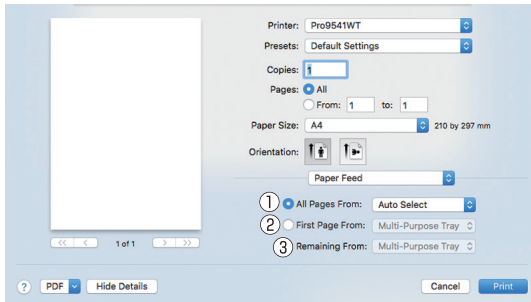 Printer: Pro9541WT
Presets: Default Settings
Copies: 1
Pages: All
From: 1 to: 1
Paper Size: A4 210 by 297 mm
Orientation:
Paper Feed
① All Pages From: Auto Select
② First Page From: Multi-Purpose Tray
③ Remaining From: Multi-Purpose Tray
<< < 1 of 1 > >>
? PDF Hide Details Cancel Print